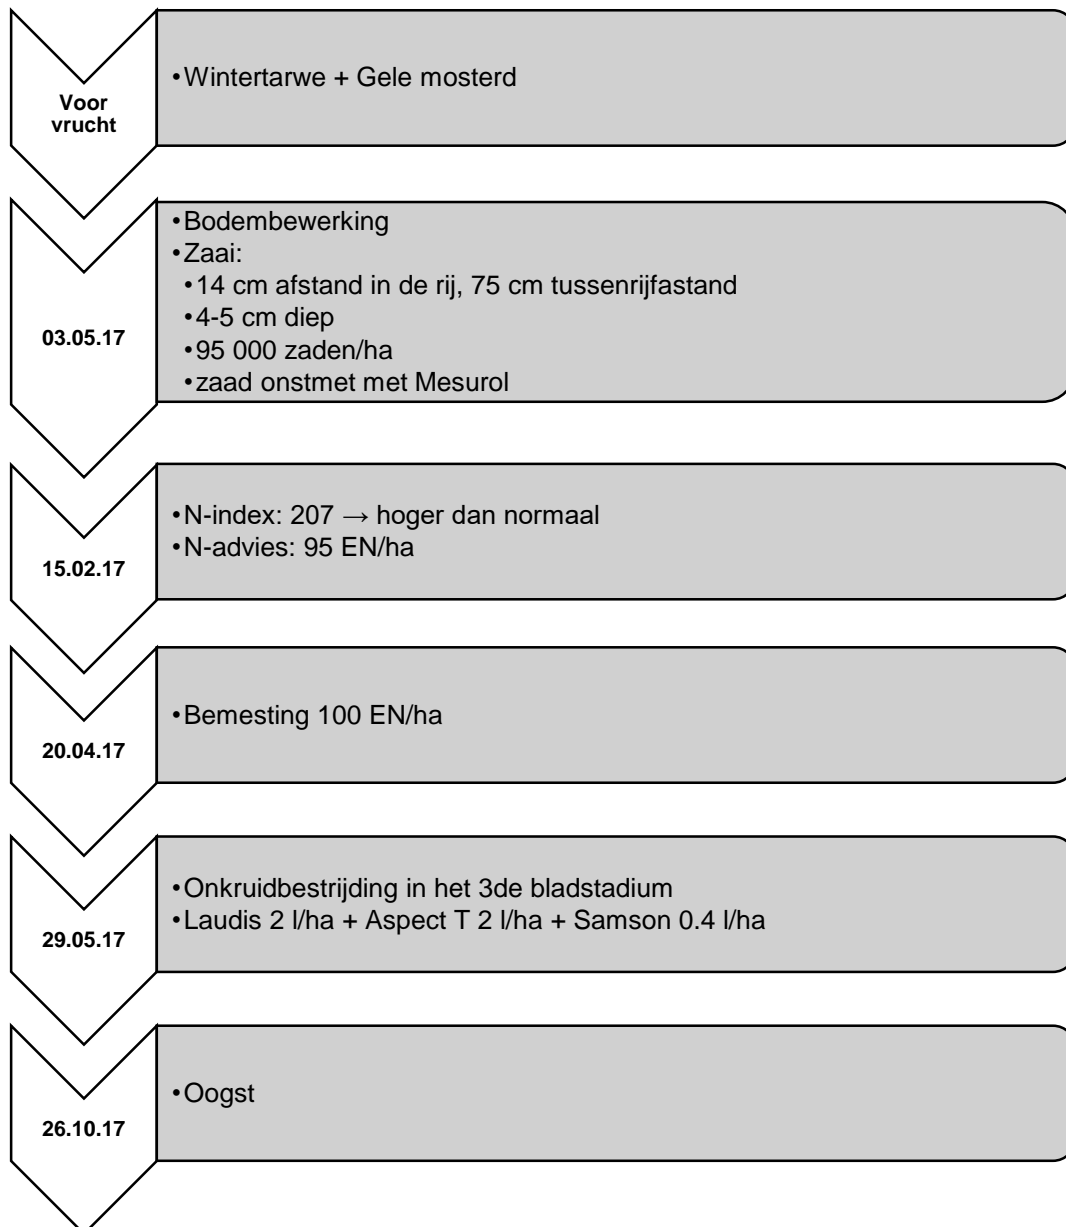 Voor
vrucht
•Wintertarwe + Gele mosterd
03.05.17
•Bodembewerking
•Zaai:
•14 cm afstand in de rij, 75 cm tussenrijfastand
•4-5 cm diep
•95 000 zaden/ha
•zaad onstmet met Mesurol
15.02.17
•N-index: 207 → hoger dan normaal
•N-advies: 95 EN/ha
20.04.17
•Bemesting 100 EN/ha
29.05.17
•Onkruidbestrijding in het 3de bladstadium
•Laudis 2 l/ha + Aspect T 2 l/ha + Samson 0.4 l/ha
26.10.17
•Oogst